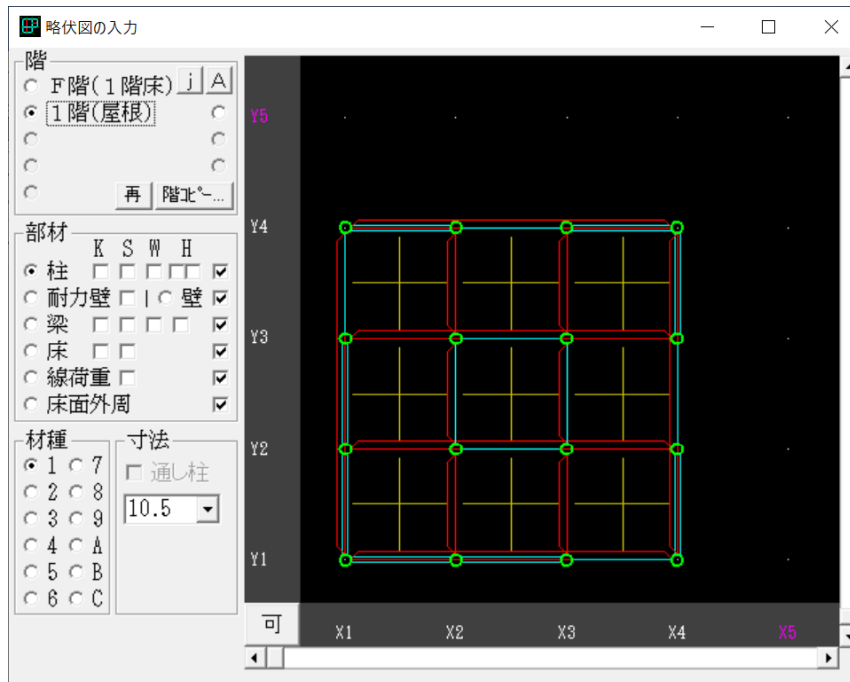 略伏図の入力
階
F階(1階床) j A
1階(屋根)
再 階ｺﾋﾟｰ...
部材
K S W H
柱
耐力壁 | 壁
梁
床
線荷重
床面外周
材種
1 7
2 8
3 9
4 A
5 B
6 C
寸法
通し柱
10.5
Y5
Y4
Y3
Y2
Y1
可 X1 X2 X3 X4 X5